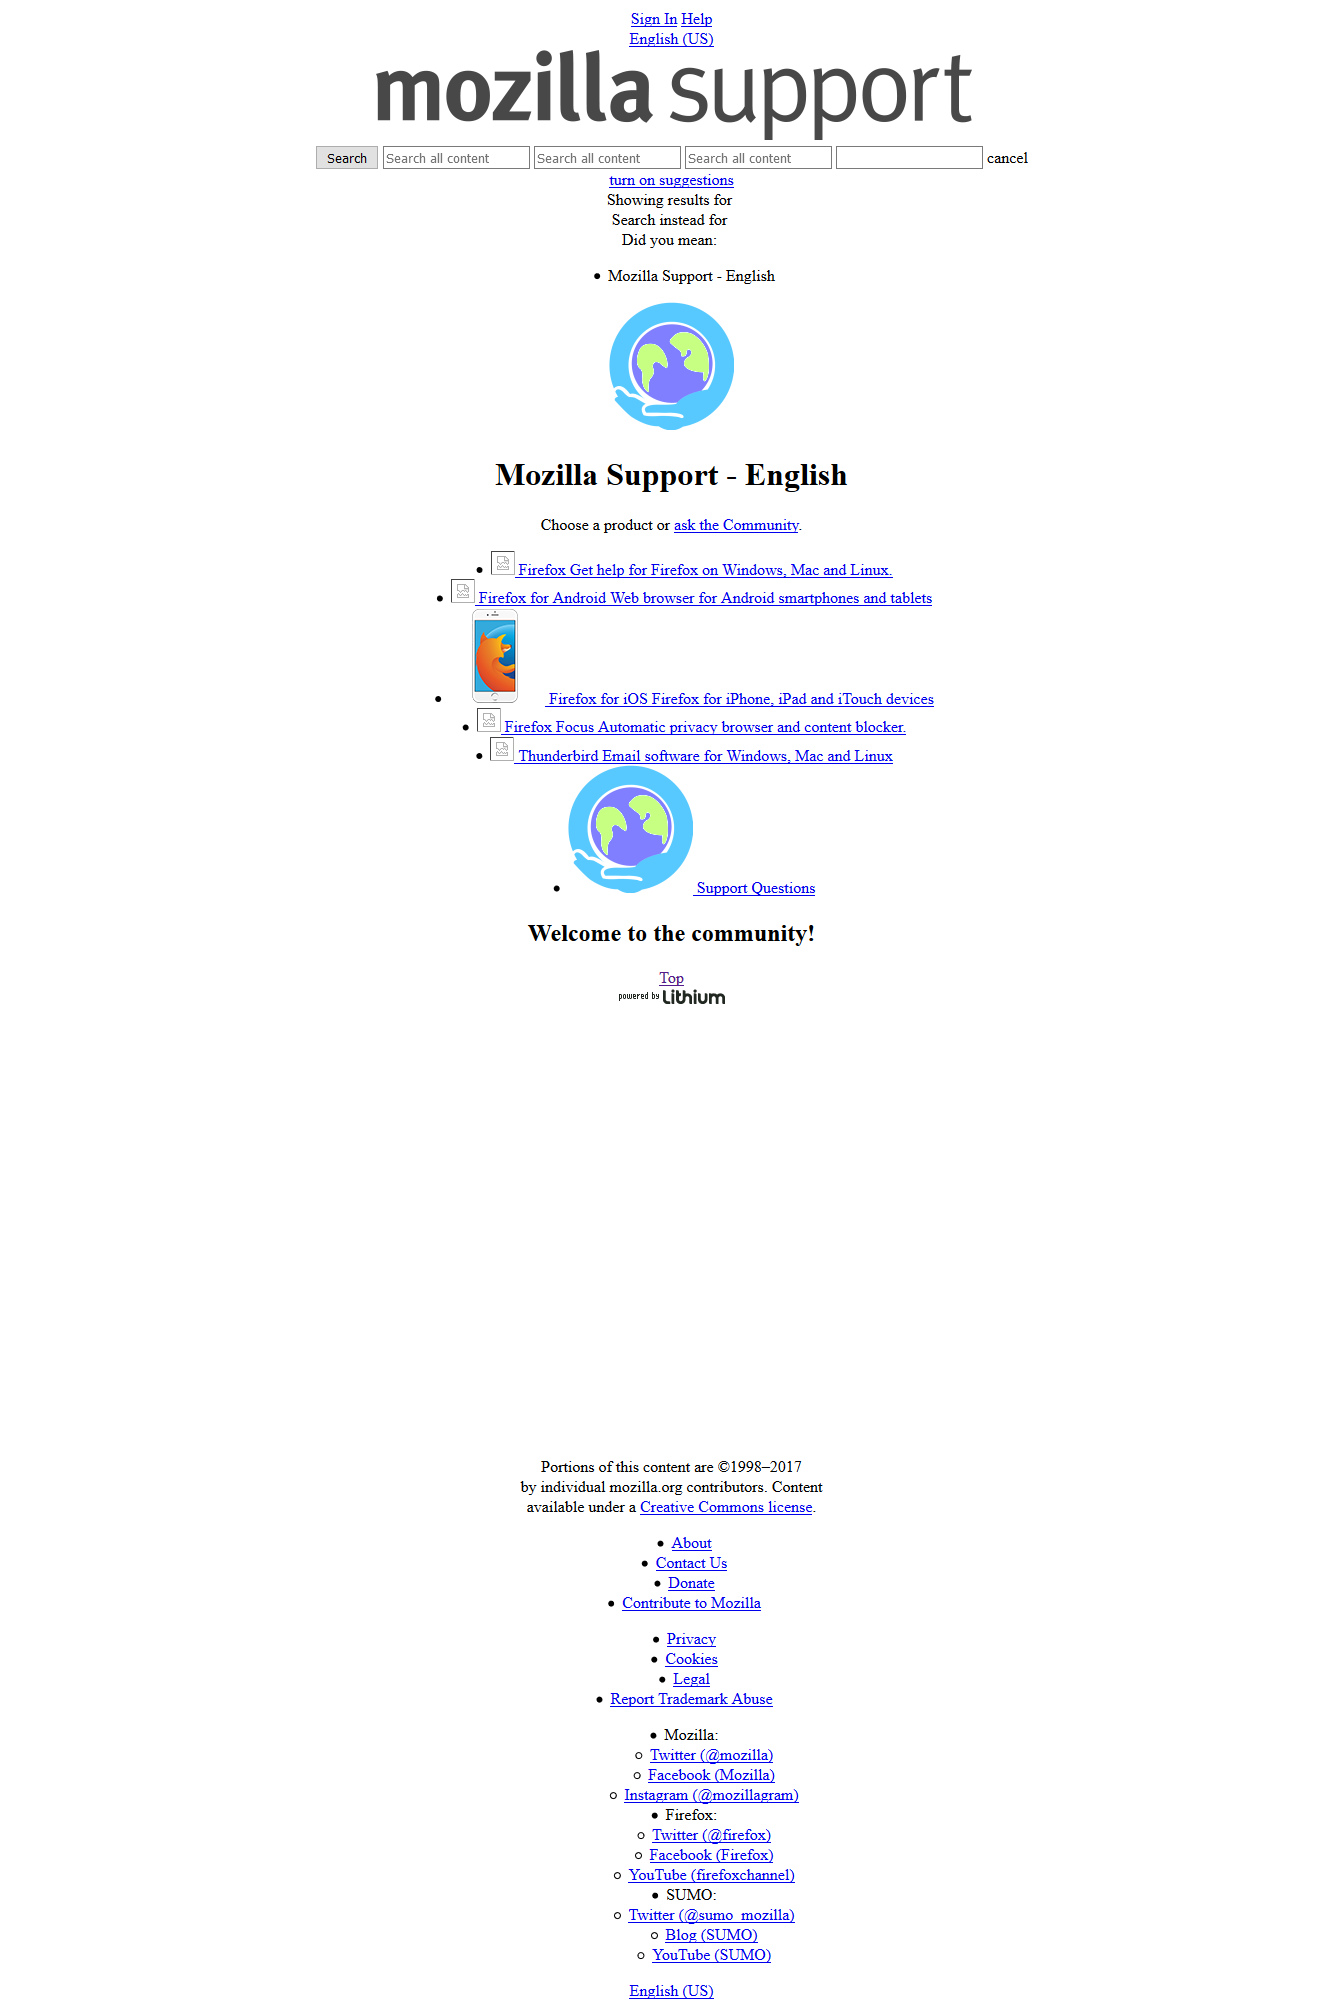 Sign In Help
English (US)
mozilla support
Search Search all content Search all content Search all content cancel
turn on suggestions
Showing results for
Search instead for
Did you mean:
Mozilla Support - English
Mozilla Support - English
Choose a product or ask the Community.
Firefox Get help for Firefox on Windows, Mac and Linux.
Firefox for Android Web browser for Android smartphones and tablets
Firefox for iOS Firefox for iPhone, iPad and iTouch devices
Firefox Focus Automatic privacy browser and content blocker.
Thunderbird Email software for Windows, Mac and Linux
Support Questions
Welcome to the community!
Top
powered by Lithium
Portions of this content are ©1998–2017
by individual mozilla.org contributors. Content
available under a Creative Commons license.
About
Contact Us
Donate
Contribute to Mozilla
Privacy
Cookies
Legal
Report Trademark Abuse
Mozilla:
Twitter (@mozilla)
Facebook (Mozilla)
Instagram (@mozillagram)
Firefox:
Twitter (@firefox)
Facebook (Firefox)
YouTube (firefoxchannel)
SUMO:
Twitter (@sumo_mozilla)
Blog (SUMO)
YouTube (SUMO)
English (US)